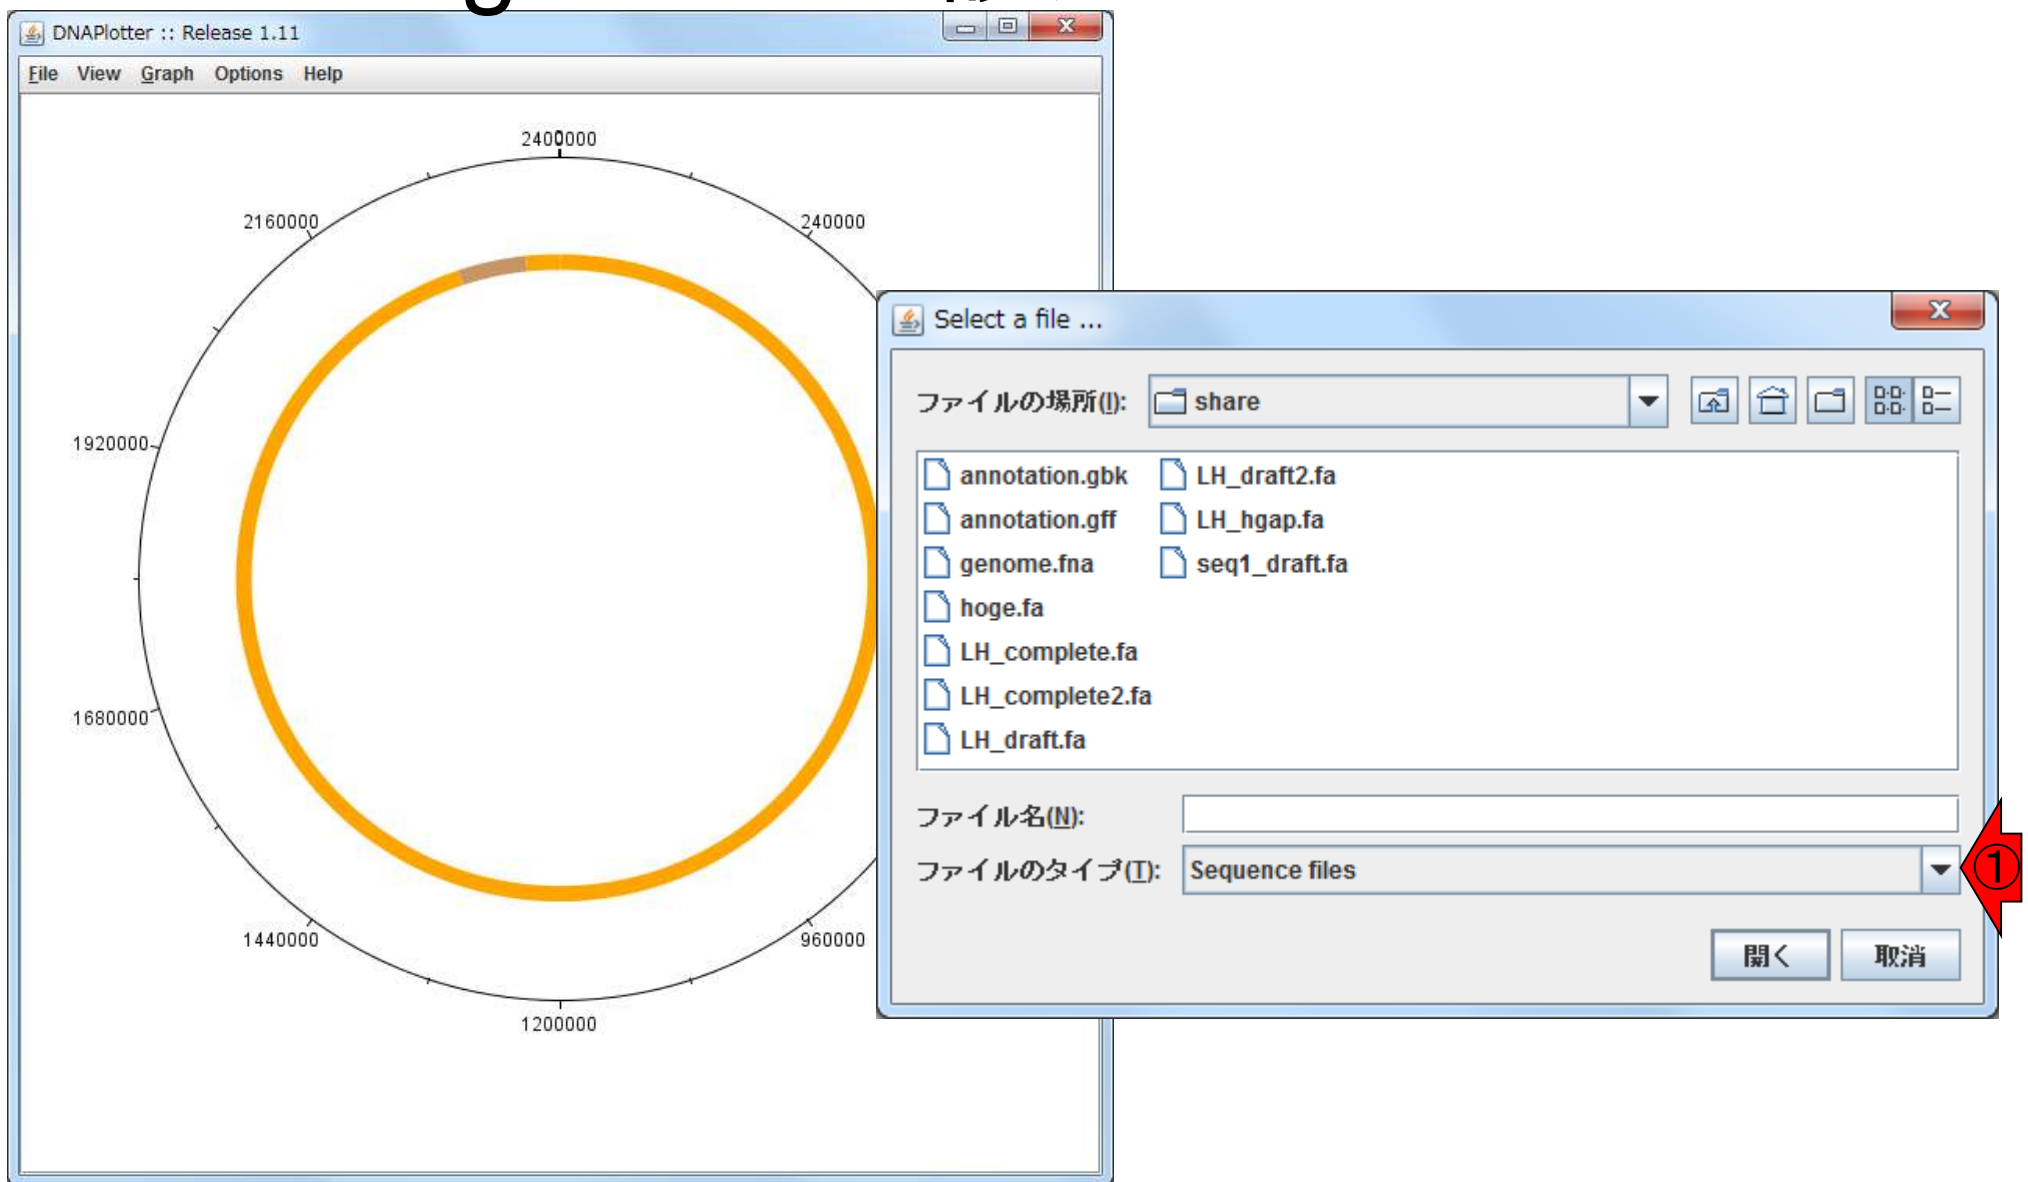 DNAPlotter :: Release 1.11
File View Graph Options Help
2400000
2160000
240000
1920000
1680000
1440000
960000
1200000
Select a file ...
ファイルの場所(I): share
annotation.gbk
annotation.gff
genome.fna
hoge.fa
LH_complete.fa
LH_complete2.fa
LH_draft.fa
LH_draft2.fa
LH_hgap.fa
seq1_draft.fa
ファイル名(N):
ファイルのタイプ(T): Sequence files
①
開く 取消